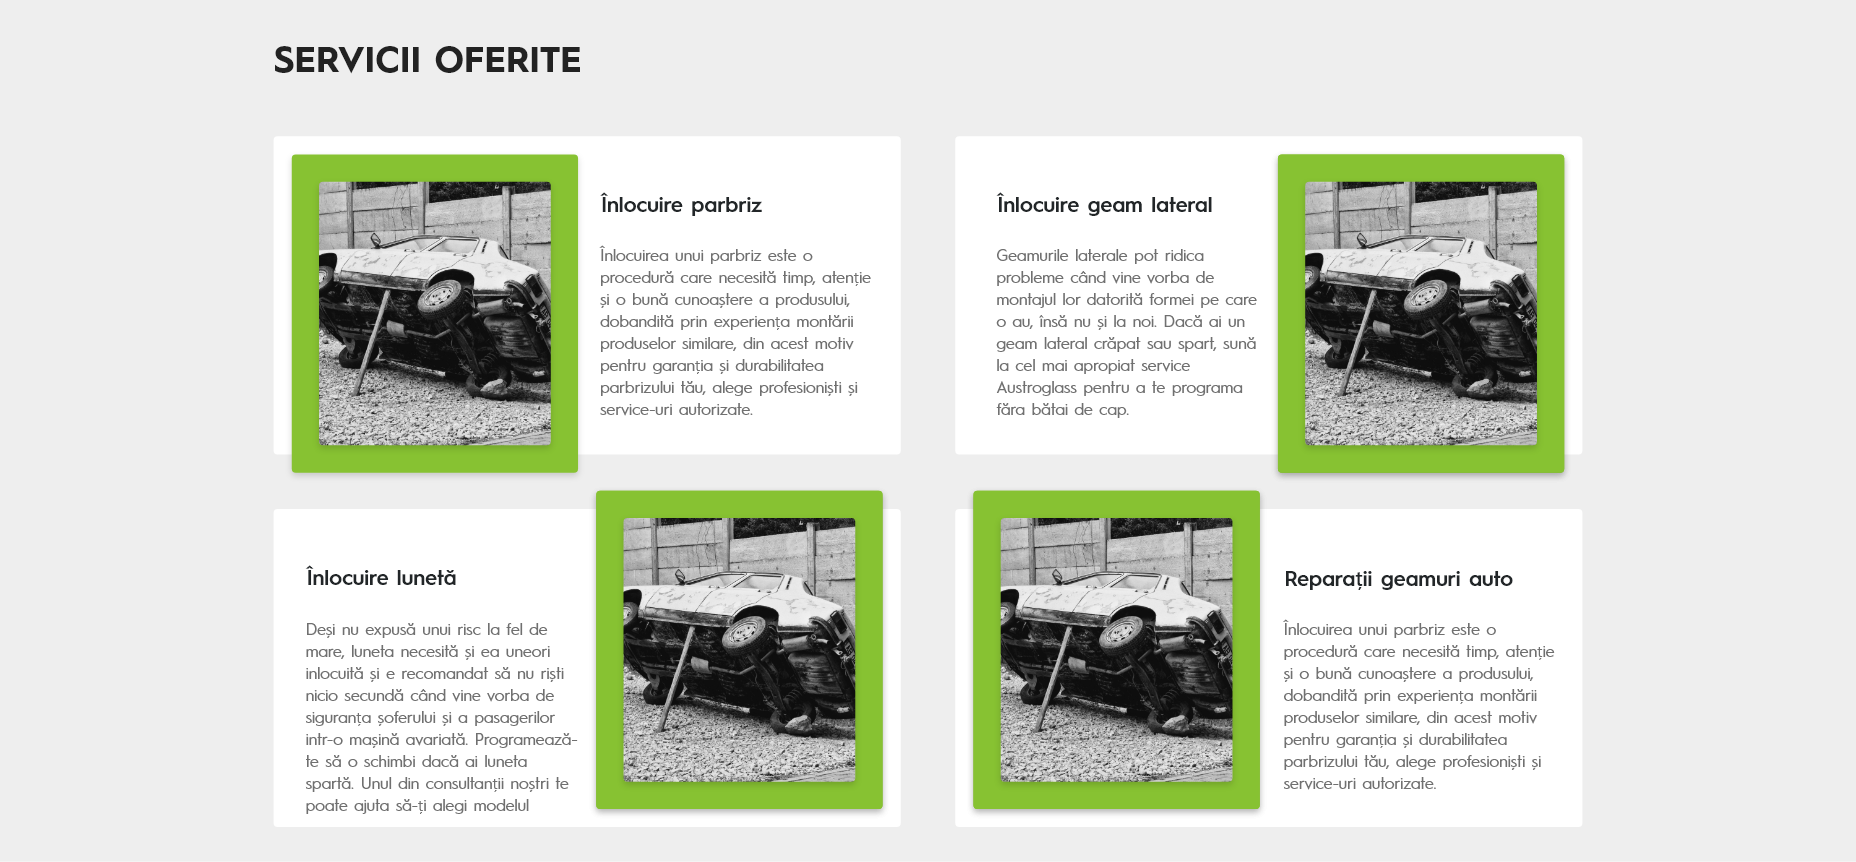 SERVICII OFERITE
Înlocuire parbriz
Înlocuirea unui parbriz este o
procedură care necesită timp, atenție
și o bună cunoaștere a produsului,
dobandită prin experiența montării
produselor similare, din acest motiv
pentru garanția și durabilitatea
parbrizului tău, alege profesioniști și
service-uri autorizate.
Înlocuire geam lateral
Geamurile laterale pot ridica
probleme când vine vorba de
montajul lor datorită formei pe care
o au, însă nu și la noi. Dacă ai un
geam lateral crăpat sau spart, sună
la cel mai apropiat service
Austroglass pentru a te programa
făra bătai de cap.
Înlocuire lunetă
Deși nu expusă unui risc la fel de
mare, luneta necesită și ea uneori
inlocuită și e recomandat să nu riști
nicio secundă când vine vorba de
siguranța șoferului și a pasagerilor
intr-o mașină avariată. Programează-
te să o schimbi dacă ai luneta
spartă. Unul din consultanții noștri te
poate ajuta să-ți alegi modelul
Reparații geamuri auto
Înlocuirea unui parbriz este o
procedură care necesită timp, atenție
și o bună cunoaștere a produsului,
dobandită prin experiența montării
produselor similare, din acest motiv
pentru garanția și durabilitatea
parbrizului tău, alege profesioniști și
service-uri autorizate.